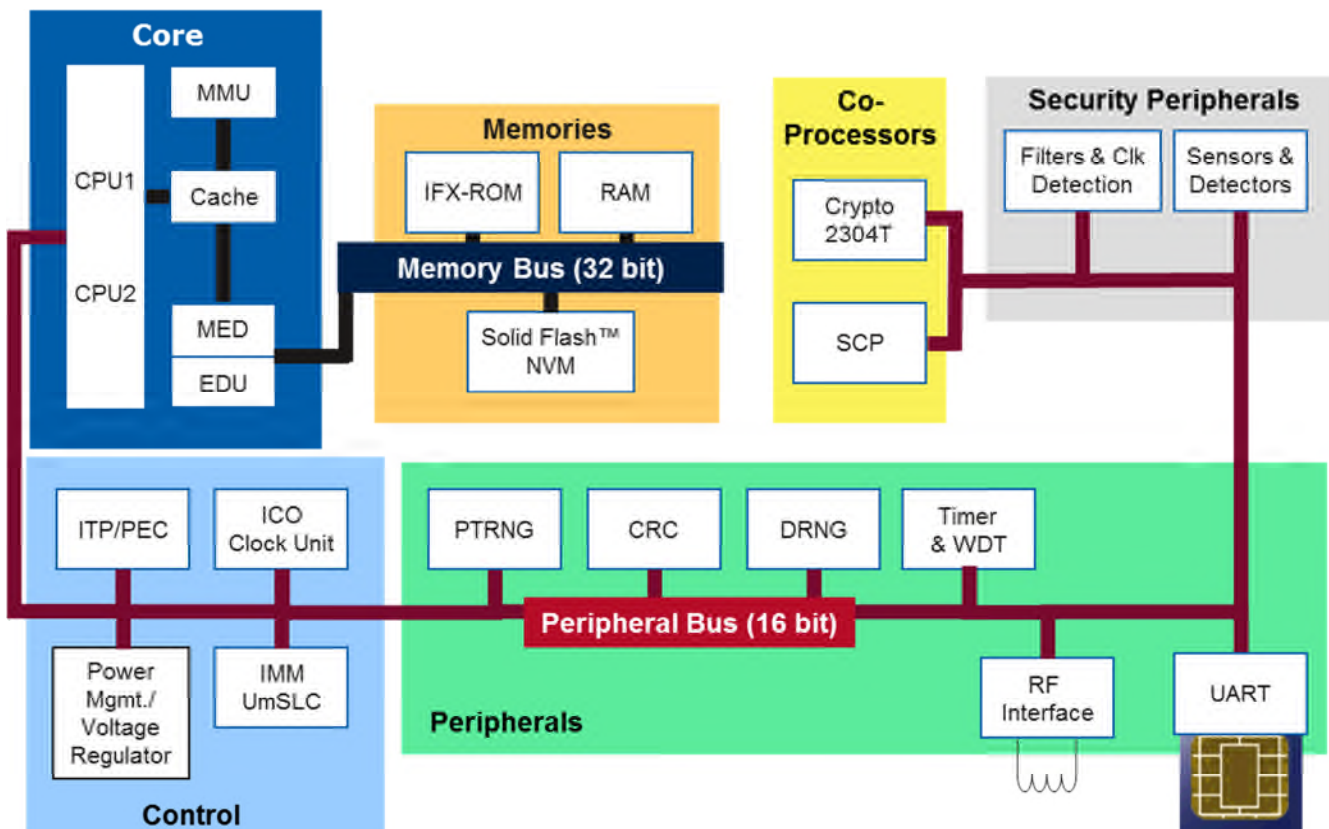 Core
CPU1
CPU2
MMU
Cache
MED
EDU
Memories
IFX-ROM
RAM
Memory Bus (32 bit)
Solid Flash™
NVM
Co-
Processors
Crypto
2304T
SCP
Security Peripherals
Filters & Clk
Detection
Sensors &
Detectors
ITP/PEC
ICO
Clock Unit
Power
Mgmt./
Voltage
Regulator
IMM
UmSLC
Control
PTRNG
CRC
DRNG
Timer
& WDT
Peripheral Bus (16 bit)
RF
Interface
UART
Peripherals